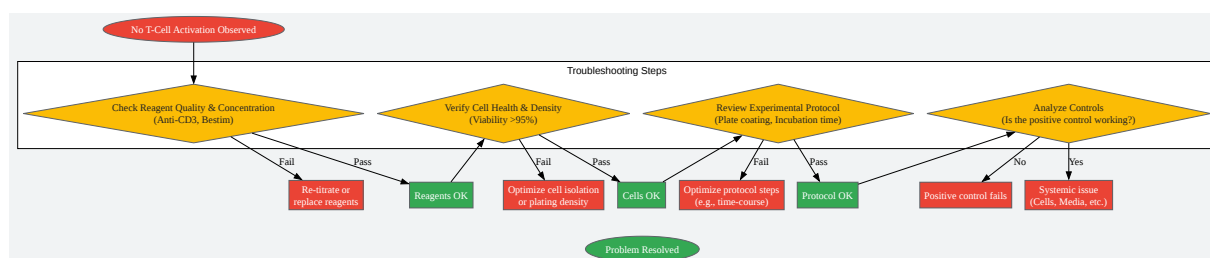 No T-Cell Activation Observed
Troubleshooting Steps
Check Reagent Quality & Concentration
(Anti-CD3, Bestim)
Verify Cell Health & Density
(Viability >95%)
Review Experimental Protocol
(Plate coating, Incubation time)
Analyze Controls
(Is the positive control working?)
Fail
Pass
Fail
Pass
Fail
Pass
No
Yes
Re-titrate or
replace reagents
Reagents OK
Optimize cell isolation
or plating density
Cells OK
Optimize protocol steps
(e.g., time-course)
Protocol OK
Positive control fails
Systemic issue
(Cells, Media, etc.)
Problem Resolved